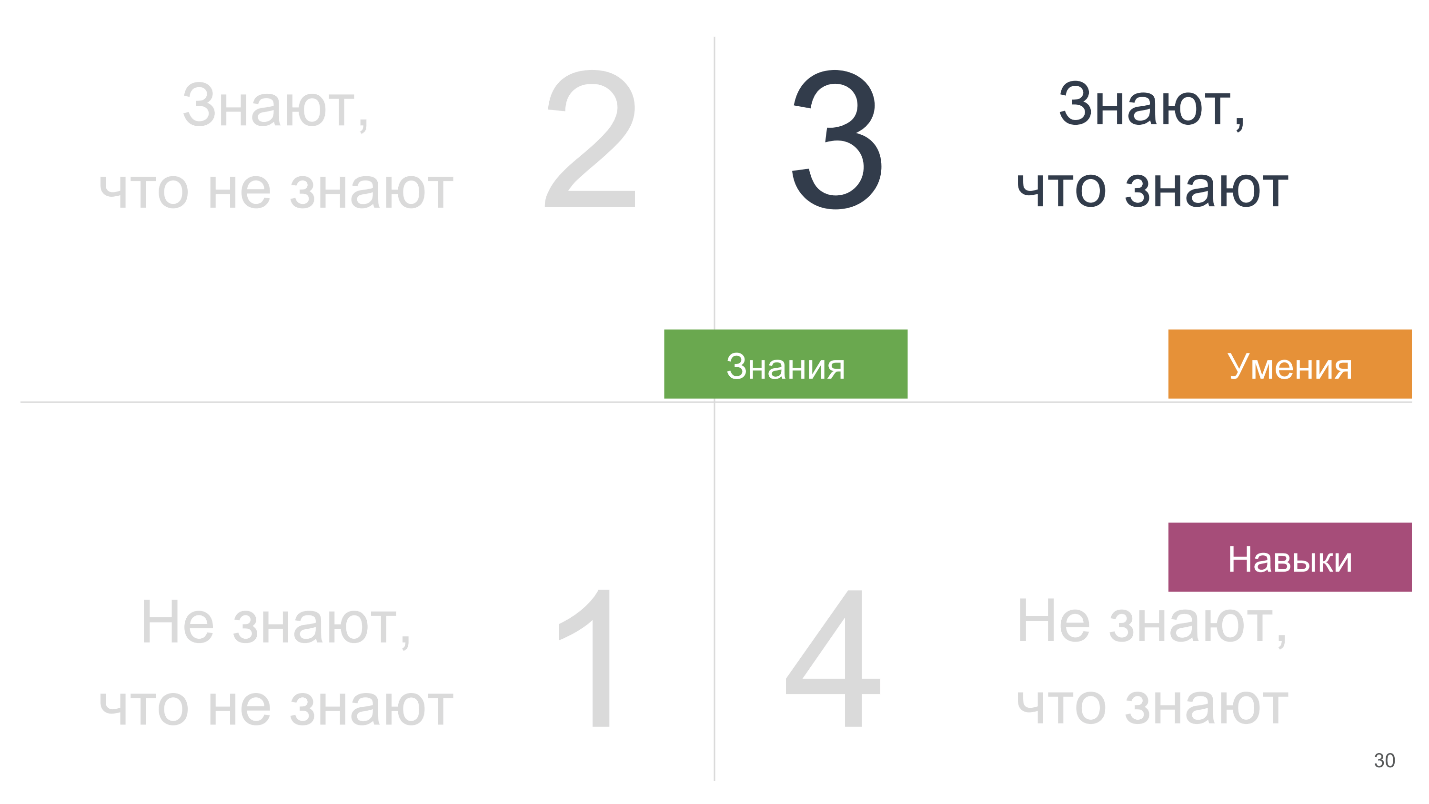 Знают,
что не знают
2
3
Знают,
что знают
Знания
Умения
Навыки
Не знают,
что не знают
1
4
Не знают,
что знают
30